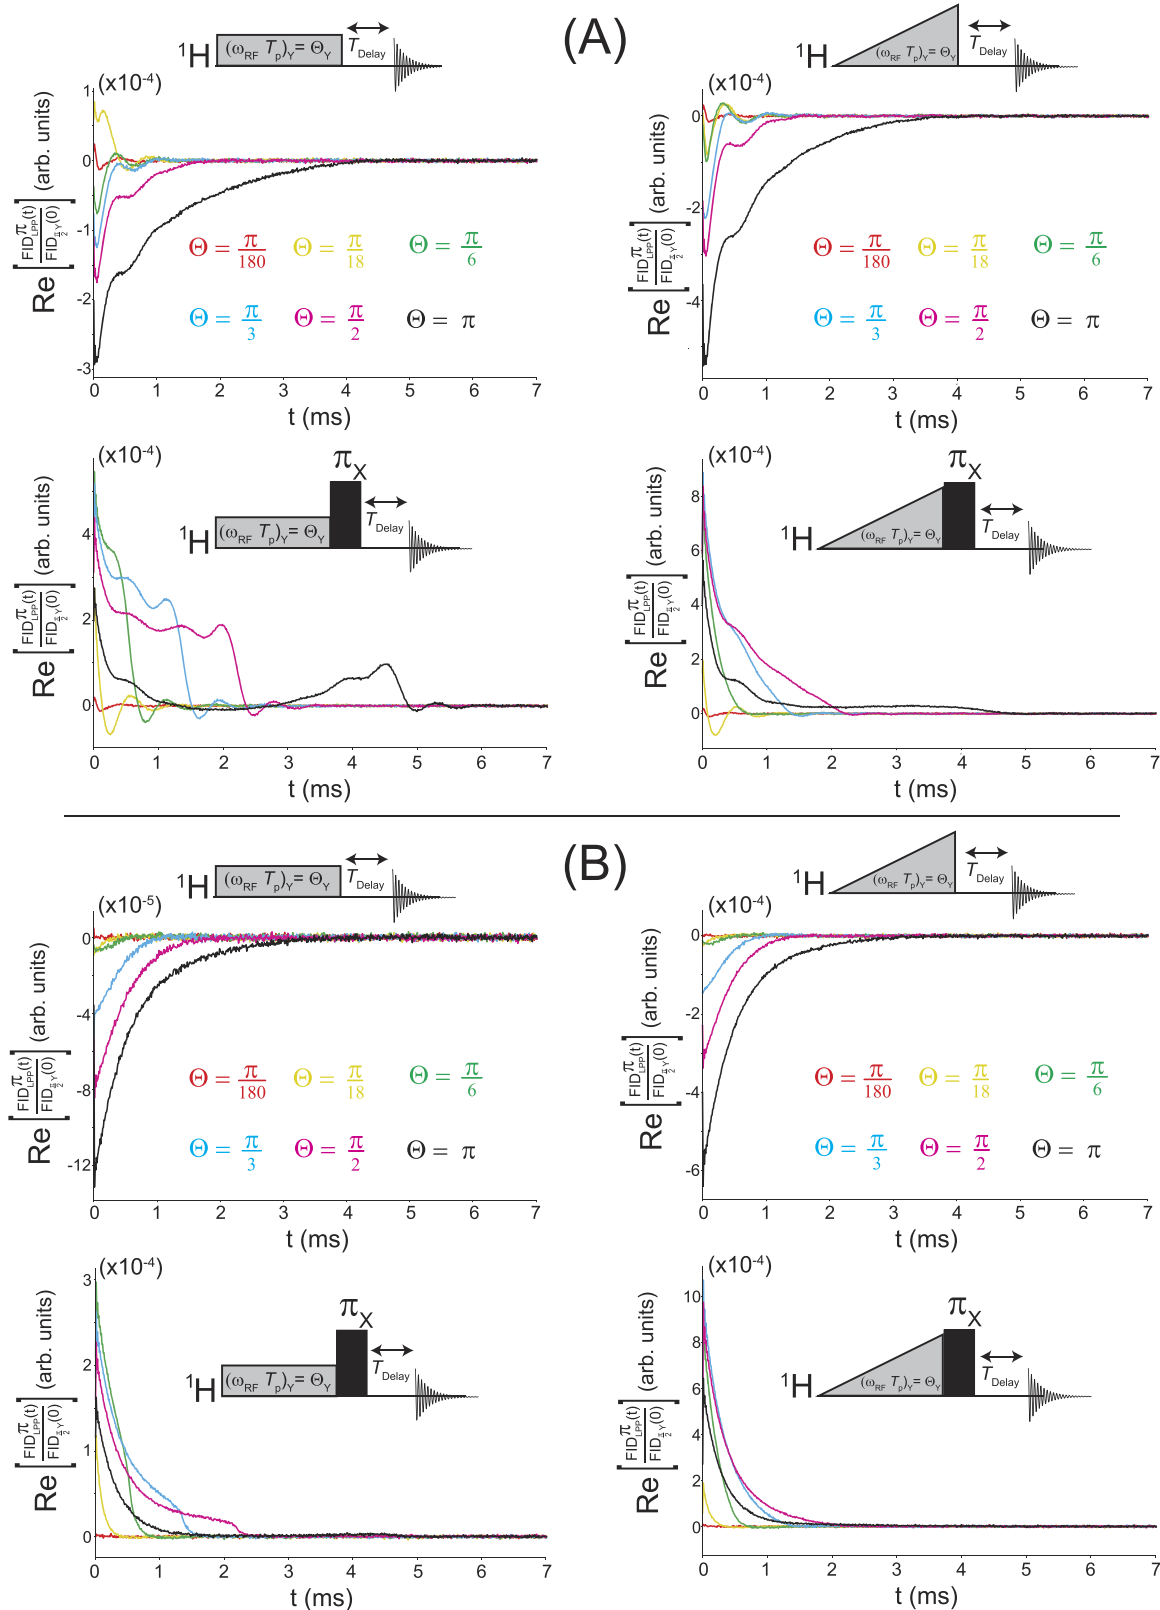 (A)
¹H (ω_RF T_p)_Y = Θ_Y T_Delay
(x10⁻⁴)
Re [FID^π_LPP(t) / FID_π/2 Y(0)] (arb. units)
1
0
-1
-2
-3
Θ = π/180 Θ = π/18 Θ = π/6
Θ = π/3 Θ = π/2 Θ = π
0 1 2 3 4 5 6 7
t (ms)
¹H (ω_RF T_p)_Y = Θ_Y T_Delay
(x10⁻⁴)
Re [FID^π_LPP(t) / FID_π/2 Y(0)] (arb. units)
0
-2
-4
Θ = π/180 Θ = π/18 Θ = π/6
Θ = π/3 Θ = π/2 Θ = π
0 1 2 3 4 5 6 7
t (ms)
(x10⁻⁴)
π_X
¹H (ω_RF T_p)_Y = Θ_Y T_Delay
Re [FID^π_LPP(t) / FID_π/2 Y(0)] (arb. units)
4
2
0
0 1 2 3 4 5 6 7
t (ms)
(x10⁻⁴)
π_X
¹H (ω_RF T_p)_Y = Θ_Y T_Delay
Re [FID^π_LPP(t) / FID_π/2 Y(0)] (arb. units)
8
6
4
2
0
0 1 2 3 4 5 6 7
t (ms)
(B)
¹H (ω_RF T_p)_Y = Θ_Y T_Delay
(x10⁻⁵)
Re [FID^π_LPP(t) / FID_π/2 Y(0)] (arb. units)
0
-4
-8
-12
Θ = π/180 Θ = π/18 Θ = π/6
Θ = π/3 Θ = π/2 Θ = π
0 1 2 3 4 5 6 7
t (ms)
¹H (ω_RF T_p)_Y = Θ_Y T_Delay
(x10⁻⁴)
Re [FID^π_LPP(t) / FID_π/2 Y(0)] (arb. units)
0
-2
-4
-6
Θ = π/180 Θ = π/18 Θ = π/6
Θ = π/3 Θ = π/2 Θ = π
0 1 2 3 4 5 6 7
t (ms)
(x10⁻⁴)
π_X
¹H (ω_RF T_p)_Y = Θ_Y T_Delay
Re [FID^π_LPP(t) / FID_π/2 Y(0)] (arb. units)
3
2
1
0
0 1 2 3 4 5 6 7
t (ms)
(x10⁻⁴)
π_X
¹H (ω_RF T_p)_Y = Θ_Y T_Delay
Re [FID^π_LPP(t) / FID_π/2 Y(0)] (arb. units)
10
8
6
4
2
0
0 1 2 3 4 5 6 7
t (ms)